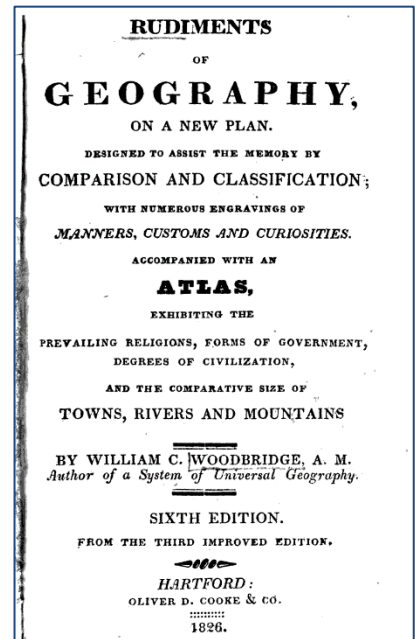 RUDIMENTS
OF
GEOGRAPHY,
ON A NEW PLAN.
DESIGNED TO ASSIST THE MEMORY BY
COMPARISON AND CLASSIFICATION;
WITH NUMEROUS ENGRAVINGS OF
MANNERS, CUSTOMS AND CURIOSITIES.
ACCOMPANIED WITH AN
ATLAS,
EXHIBITING THE
PREVAILING RELIGIONS, FORMS OF GOVERNMENT,
DEGREES OF CIVILIZATION,
AND THE COMPARATIVE SIZE OF
TOWNS, RIVERS AND MOUNTAINS
BY WILLIAM C. WOODBRIDGE, A. M.
Author of a System of Universal Geography.
SIXTH EDITION.
FROM THE THIRD IMPROVED EDITION.
HARTFORD:
OLIVER D. COOKE & CO.
1826.